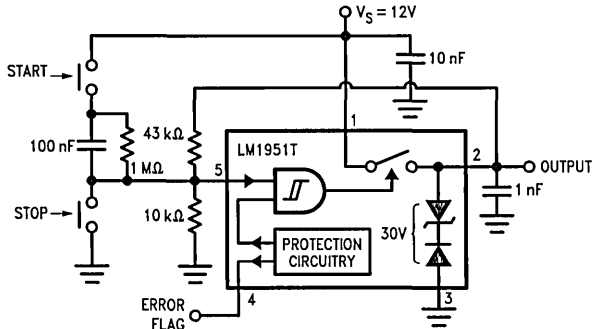 V_S = 12V
START
10 nF
1
43 kΩ
LM1951T
100 nF
1 MΩ
5
2
OUTPUT
1 nF
STOP
10 kΩ
30V
PROTECTION
CIRCUITRY
4
3
ERROR
FLAG